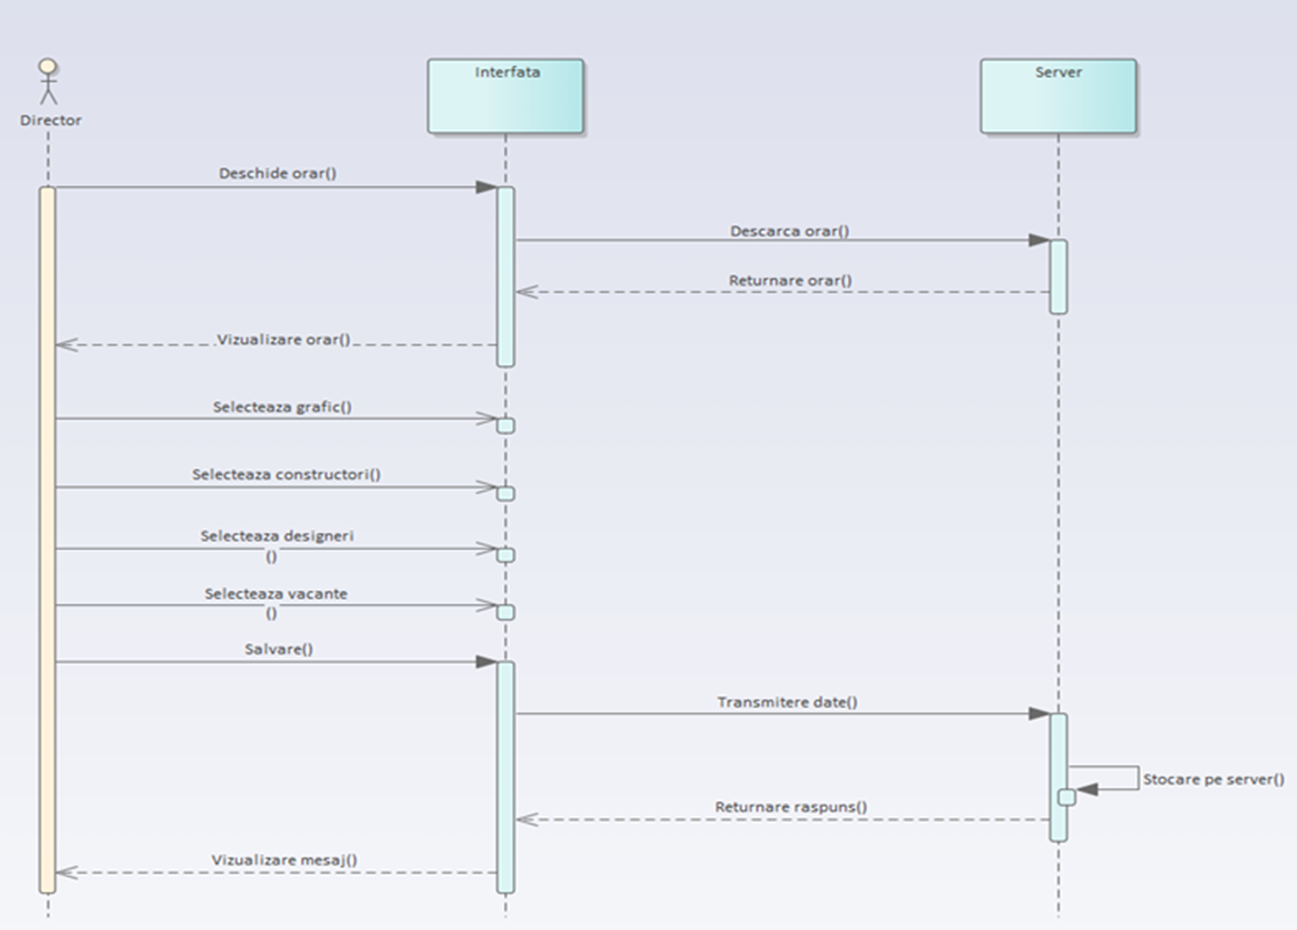 Interfata
Server
Director
Deschide orar()
Descarca orar()
Returnare orar()
Vizualizare orar()
Selecteaza grafic()
Selecteaza constructori()
Selecteaza designeri
()
Selecteaza vacante
()
Salvare()
Transmitere date()
Stocare pe server()
Returnare raspuns()
Vizualizare mesaj()